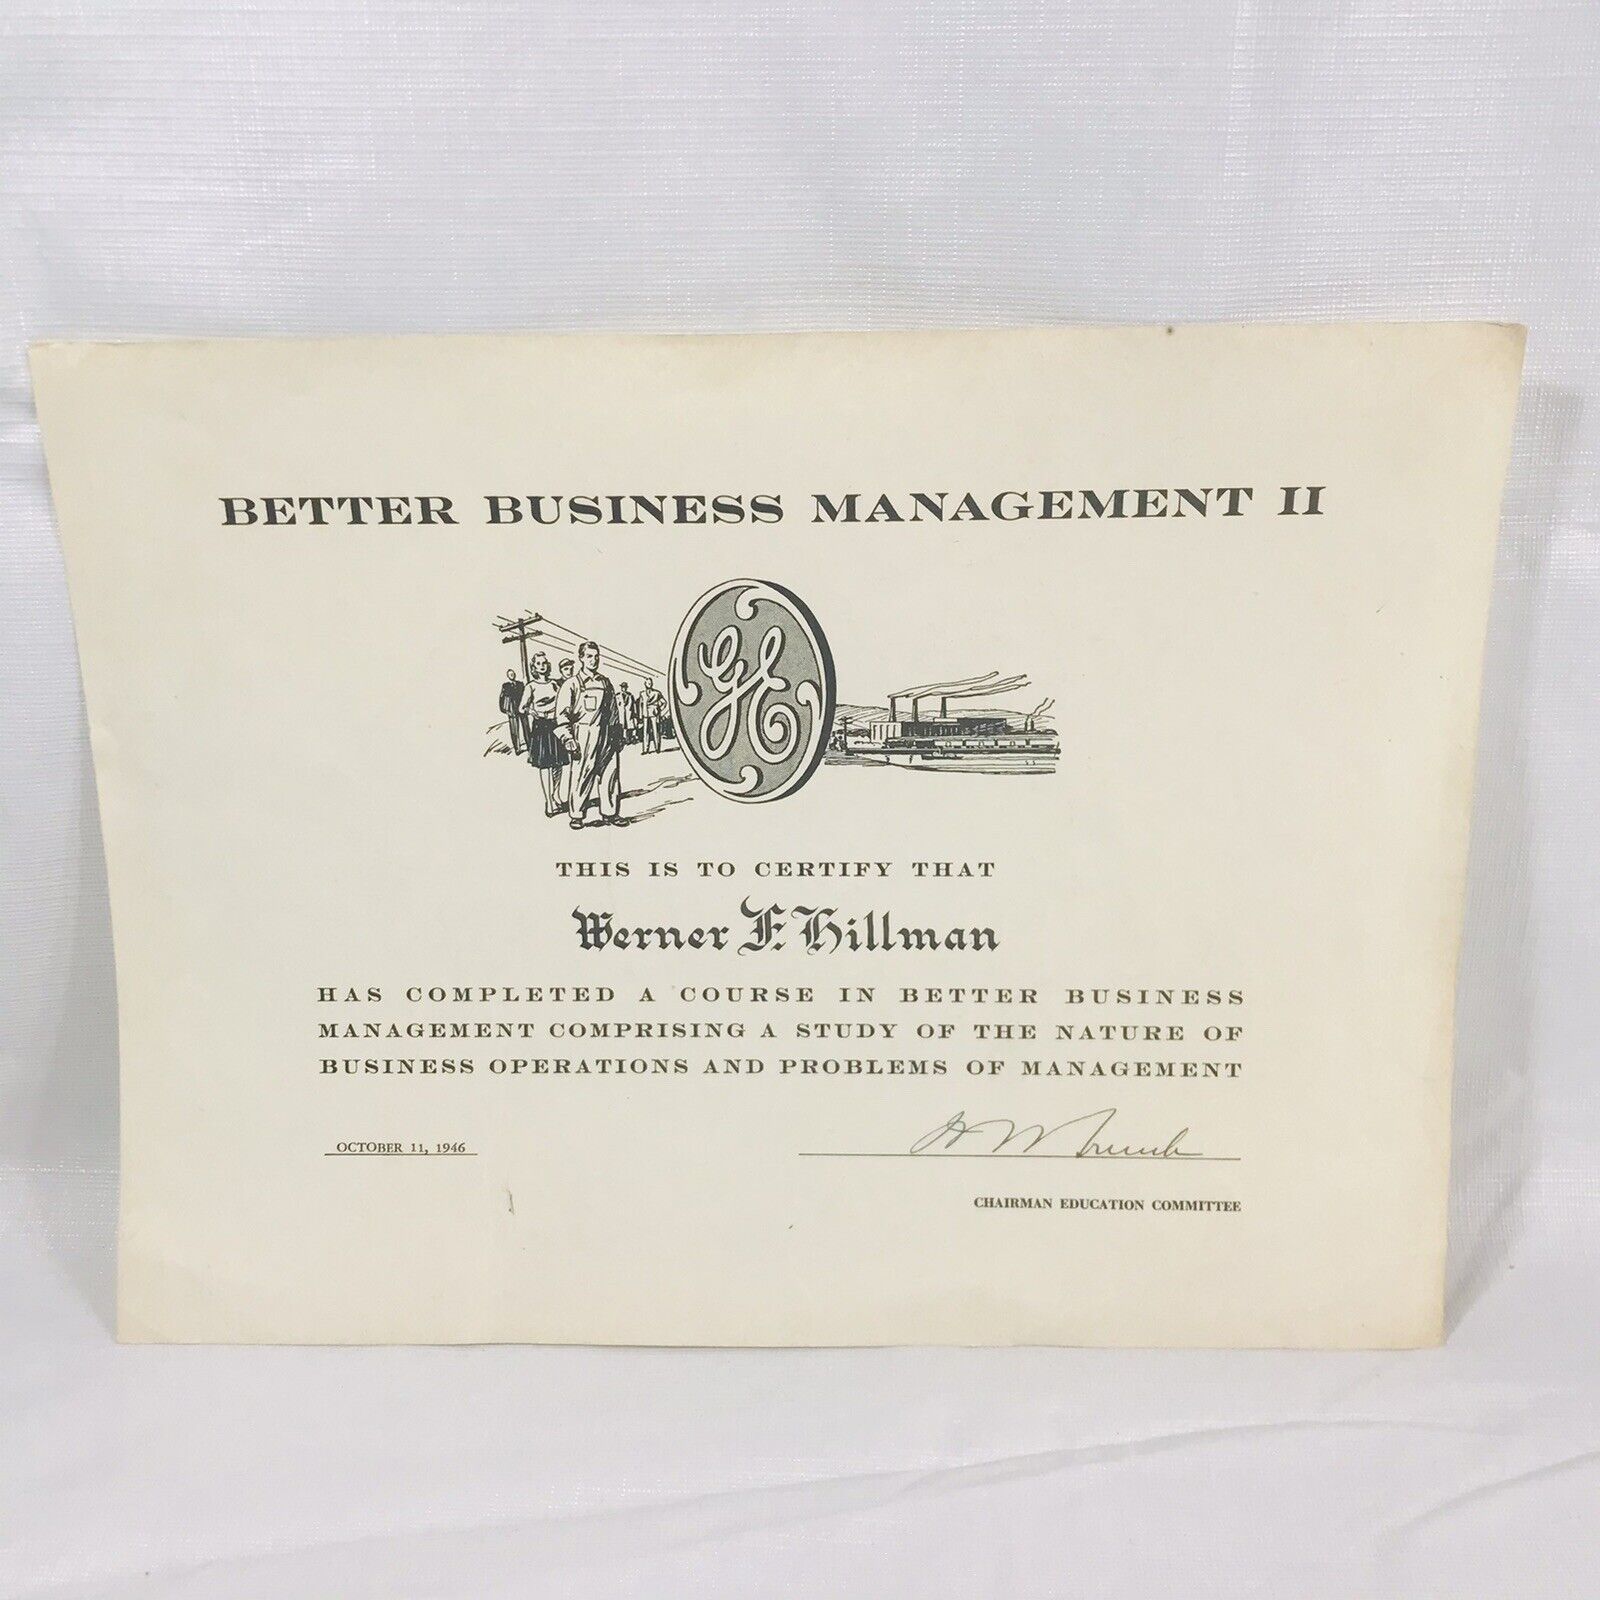 BETTER BUSINESS MANAGEMENT II
GE
THIS IS TO CERTIFY THAT
Werner F. Hillman
HAS COMPLETED A COURSE IN BETTER BUSINESS
MANAGEMENT COMPRISING A STUDY OF THE NATURE OF
BUSINESS OPERATIONS AND PROBLEMS OF MANAGEMENT
OCTOBER 11, 1946
CHAIRMAN EDUCATION COMMITTEE